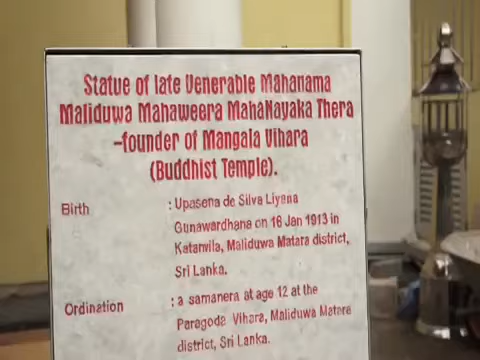 Statue of late Venerable Mahanama
Maliduwa Mahaweera MahaNayaka Thera
-founder of Mangala Vihara
(Buddhist Temple).
Birth : Upasena de Silva Liyana
Gunawardhana on 16 Jan 1913 in
Katanvila, Maliduwa Matara district,
Sri Lanka.
Ordination : a samanera at age 12 at the
Paragoda Vihara, Maliduwa Matara
district, Sri Lanka.